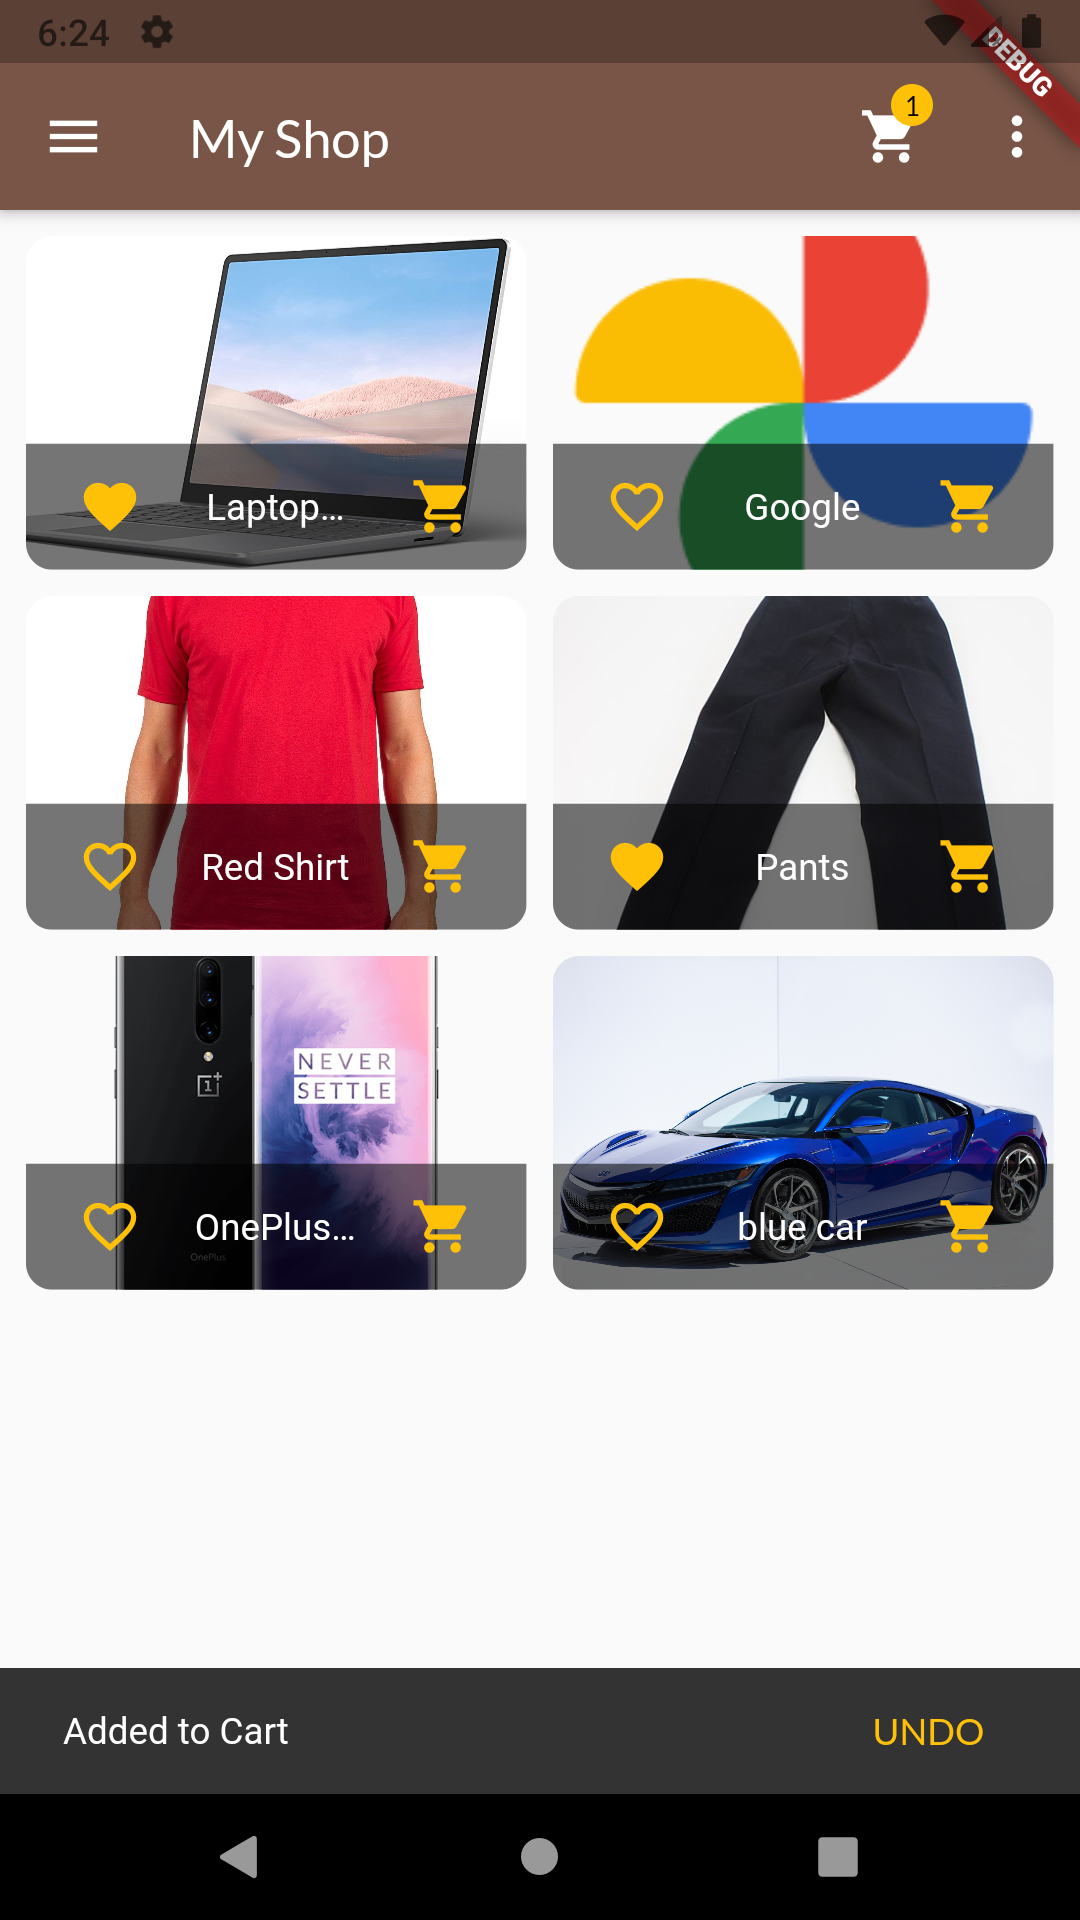 6:24
DEBUG
My Shop
1
Laptop...
Google
Red Shirt
Pants
NEVER
SETTLE
OnePlus
OnePlus...
blue car
Added to Cart
UNDO